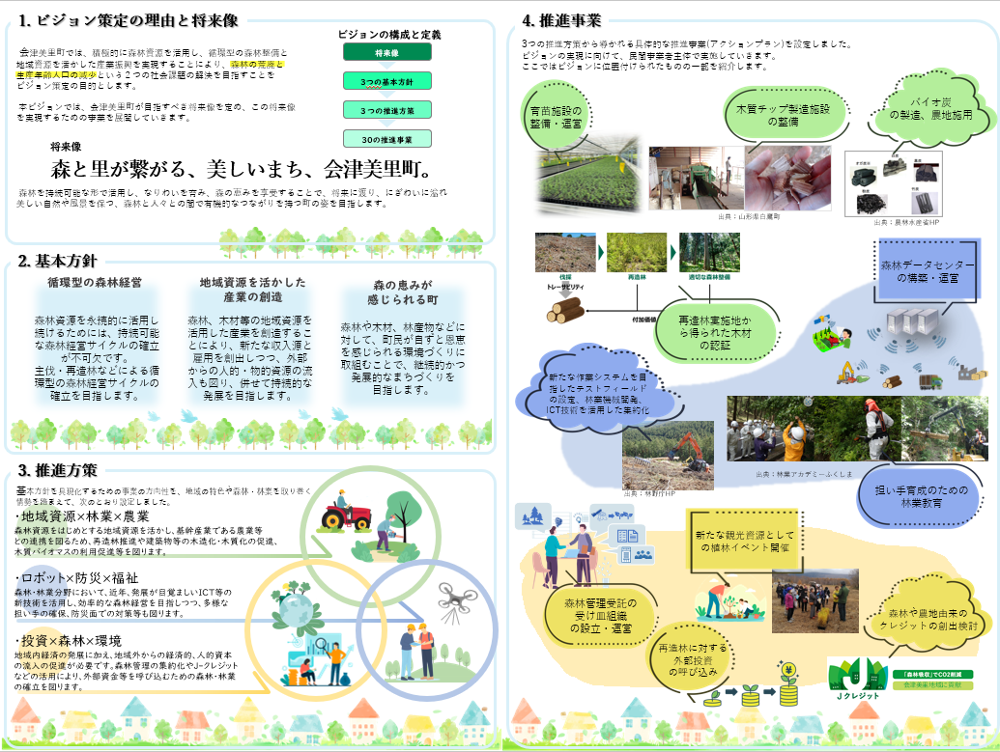 1. ビジョン策定の理由と将来像
会津美里町では、積極的に森林資源を活用し、循環型の森林整備と
地域資源を活かした産業振興を実現することにより、森林の荒廃と
生産年齢人口の減少という２つの社会課題の解決を目指すことを
ビジョン策定の目的とします。
本ビジョンでは、会津美里町が目指すべき将来像を定め、この将来像
を実現するための事業を展開していきます。
ビジョンの構成と定義
将来像
3つの基本方針
３つの推進方策
30の推進事業
将来像
森と里が繋がる、美しいまち、会津美里町。
森林を持続可能な形で活用し、なりわいを育み、森の恵みを享受することで、将来に渡り、にぎわいに溢れ
美しい自然や風景を保つ、森林と人々との間で有機的なつながりを持つ町の姿を目指します。
2. 基本方針
循環型の森林経営
森林資源を永続的に活用し
続けるためには、持続可能
な森林経営サイクルの確立
が不可欠です。
主伐・再造林などによる循
環型の森林経営サイクルの
確立を目指します。
地域資源を活かした
産業の創造
森林、木材等の地域資源を
活用した産業を創造するこ
とにより、新たな収入源と
雇用を創出しつつ、外部
からの人的・物的資源の流
入も図り、併せて持続的な
発展を目指します。
森の恵みが
感じられる町
森林や木材、林産物などに
対して、町民が自ずと恩恵
を感じられる環境づくりに
取組むことで、継続的かつ
発展的なまちづくりを
目指します。
3. 推進方策
基本方針を具現化するための事業の方向性を、地域の特色や森林・林業を取り巻く
情勢を踏まえて、次のとおり設定しました。
・地域資源×林業×農業
森林資源をはじめとする地域資源を活かし、基幹産業である農業等
との連携を図るため、再造林推進や建築物等の木造化・木質化の促進、
木質バイオマスの利用促進等を図ります。
・ロボット×防災×福祉
森林・林業分野において、近年、発展が目覚ましいICT等の
新技術を活用し、効率的な森林経営を目指しつつ、多様な
担い手の確保、防災面での対策等も図ります。
・投資×森林×環境
地域内経済の発展に加え、地域外からの経済的、人的資本
の流入の促進が必要です。森林管理の集約化やJ-クレジット
などの活用により、外部資金等を呼び込むための森林・林業
の確立を図ります。
4. 推進事業
3つの推進方策から導かれる具体的な推進事業(アクションプラン)を設定しました。
ビジョンの実現に向けて、民間事業者主体で実施していきます。
ここではビジョンに位置付けられたものの一部を紹介します。
育苗施設の
整備・運営
木質チップ製造施設
の整備
バイオ炭
の製造、農地施用
出典：山形県白鷹町
出典：農林水産省HP
伐採
再造林
適切な森林整備
トレーサビリティ
付加価値
再造林実施地か
ら得られた木材
の認証
森林データセンター
の構築・運営
新たな作業システムを目
指したテストフィールド
の設定、林業機械開発、
ICT技術を活用した集約化
出典：林野庁HP
出典：林業アカデミーふくしま
担い手育成のための
林業教育
新たな観光資源として
の植林イベント開催
森林管理受託の
受け皿組織
の設立・運営
再造林に対する
外部投資
の呼び込み
森林や農地由来の
クレジットの創出検討
Jクレジット
「森林吸収」でCO2削減
会津美里地域に貢献